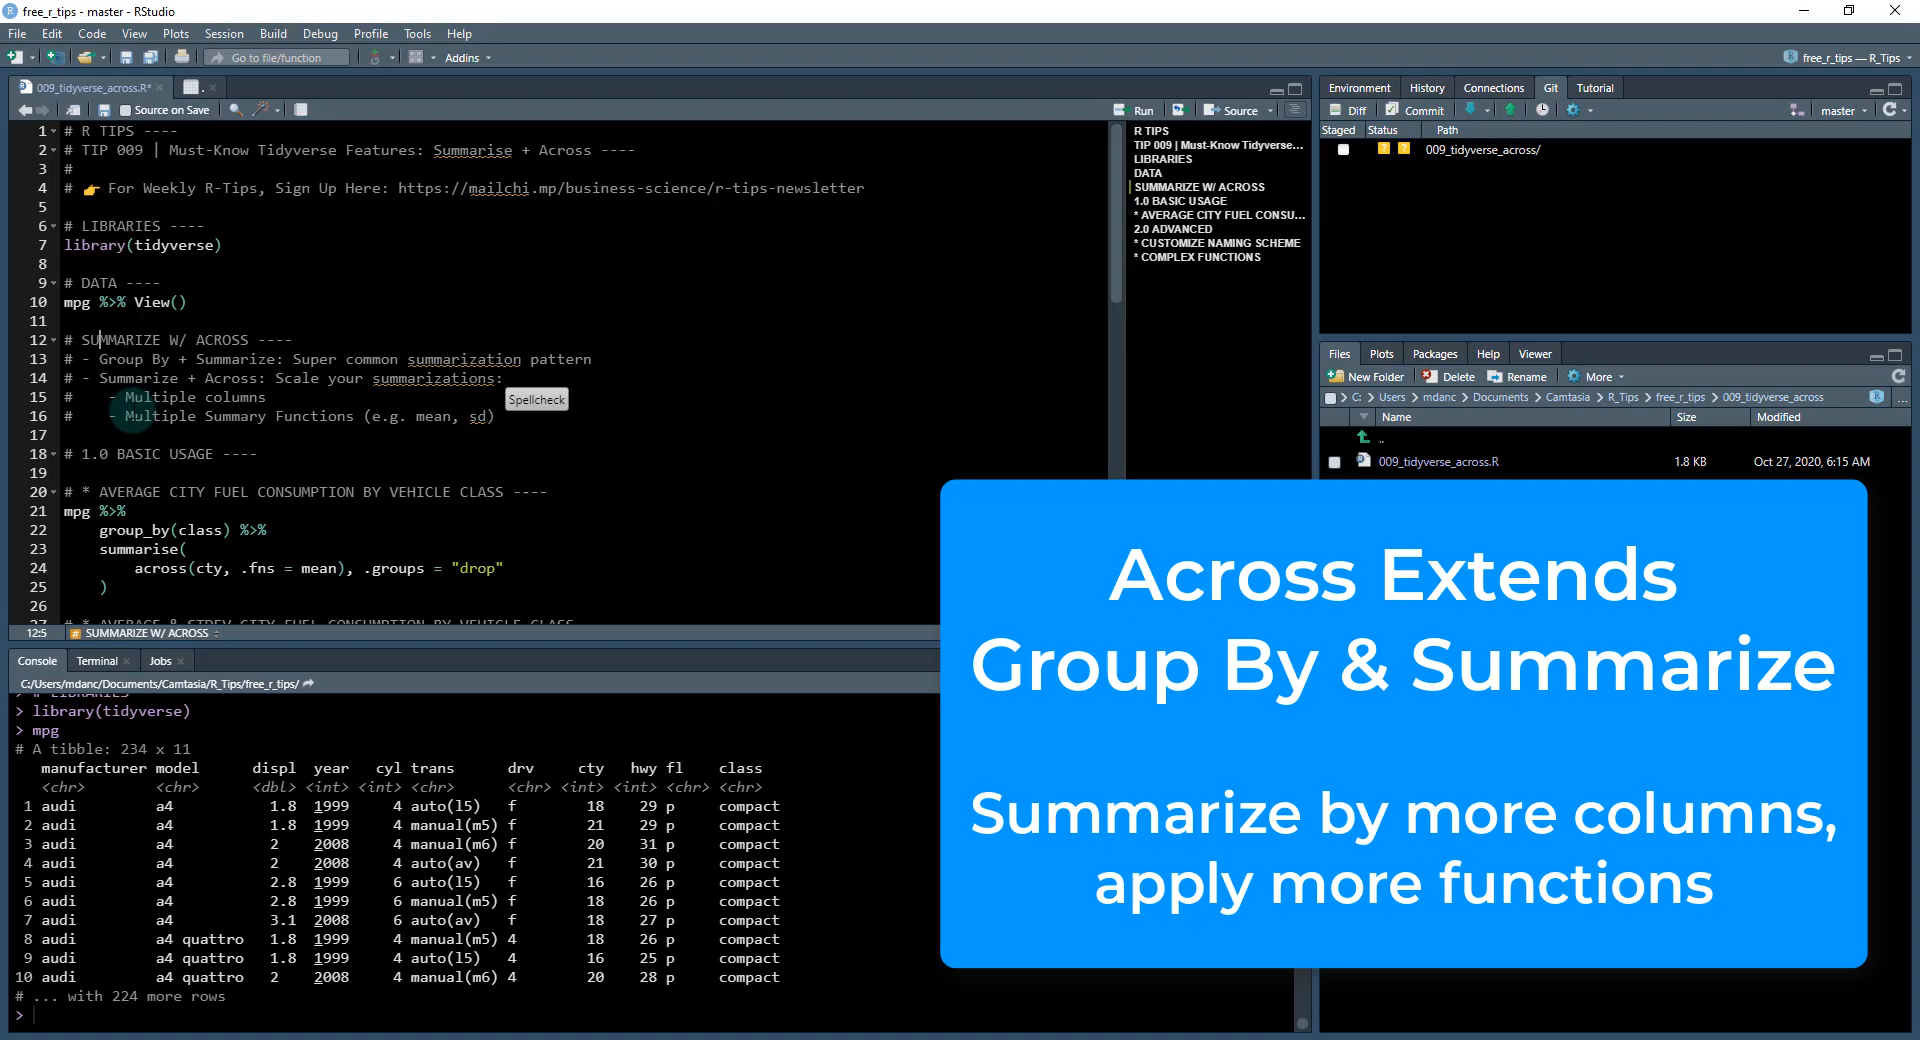 free_r_tips - master - RStudio
File Edit Code View Plots Session Build Debug Profile Tools Help
Go to file/function Addins free_r_tips — R_Tips
009_tidyverse_across.R* .
Source on Save Run Source
1 # R TIPS ----
2 # TIP 009 | Must-Know Tidyverse Features: Summarise + Across ----
3 #
4 # 👉 For Weekly R-Tips, Sign Up Here: https://mailchi.mp/business-science/r-tips-newsletter
5
6 # LIBRARIES ----
7 library(tidyverse)
8
9 # DATA ----
10 mpg %>% View()
11
12 # SUMMARIZE W/ ACROSS ----
13 # - Group By + Summarize: Super common summarization pattern
14 # - Summarize + Across: Scale your summarizations:
15 # - Multiple columns
Spellcheck
16 # - Multiple Summary Functions (e.g. mean, sd)
17
18 # 1.0 BASIC USAGE ----
19
20 # * AVERAGE CITY FUEL CONSUMPTION BY VEHICLE CLASS ----
21 mpg %>%
22 group_by(class) %>%
23 summarise(
24 across(cty, .fns = mean), .groups = "drop"
25 )
26
27 # * AVERAGE & STDEV CITY FUEL CONSUMPTION BY VEHICLE CLASS ----
12:5 # SUMMARIZE W/ ACROSS
R TIPS
TIP 009 | Must-Know Tidyverse...
LIBRARIES
DATA
SUMMARIZE W/ ACROSS
1.0 BASIC USAGE
* AVERAGE CITY FUEL CONSU...
2.0 ADVANCED
* CUSTOMIZE NAMING SCHEME
* COMPLEX FUNCTIONS
Console Terminal Jobs
C:/Users/mdanc/Documents/Camtasia/R_Tips/free_r_tips/
> # LIBRARIES
> library(tidyverse)
> mpg
# A tibble: 234 x 11
manufacturer model displ year cyl trans drv cty hwy fl class
<chr> <chr> <dbl> <int> <int> <chr> <chr> <int> <int> <chr> <chr>
1 audi a4 1.8 1999 4 auto(l5) f 18 29 p compact
2 audi a4 1.8 1999 4 manual(m5) f 21 29 p compact
3 audi a4 2 2008 4 manual(m6) f 20 31 p compact
4 audi a4 2 2008 4 auto(av) f 21 30 p compact
5 audi a4 2.8 1999 6 auto(l5) f 16 26 p compact
6 audi a4 2.8 1999 6 manual(m5) f 18 26 p compact
7 audi a4 3.1 2008 6 auto(av) f 18 27 p compact
8 audi a4 quattro 1.8 1999 4 manual(m5) 4 18 26 p compact
9 audi a4 quattro 1.8 1999 4 auto(l5) 4 16 25 p compact
10 audi a4 quattro 2 2008 4 manual(m6) 4 20 28 p compact
# ... with 224 more rows
>
Environment History Connections Git Tutorial
Diff Commit master
Staged Status Path
? ? 009_tidyverse_across/
Files Plots Packages Help Viewer
New Folder Delete Rename More
C: > Users > mdanc > Documents > Camtasia > R_Tips > free_r_tips > 009_tidyverse_across ...
Name Size Modified
..
009_tidyverse_across.R 1.8 KB Oct 27, 2020, 6:15 AM
Across Extends
Group By & Summarize
Summarize by more columns,
apply more functions